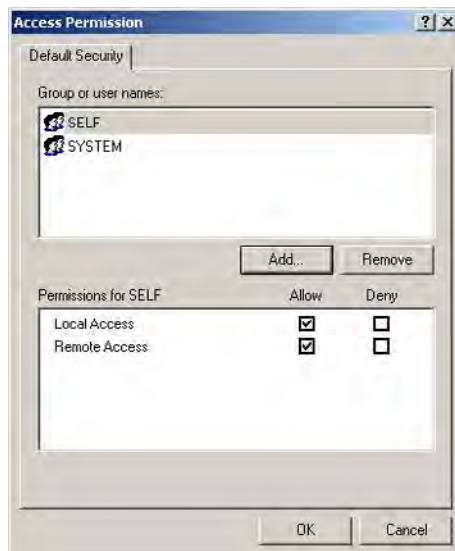 Access Permission
Default Security
Group or user names:
SELF
SYSTEM
Add... Remove
Permissions for SELF Allow Deny
Local Access
Remote Access
OK Cancel